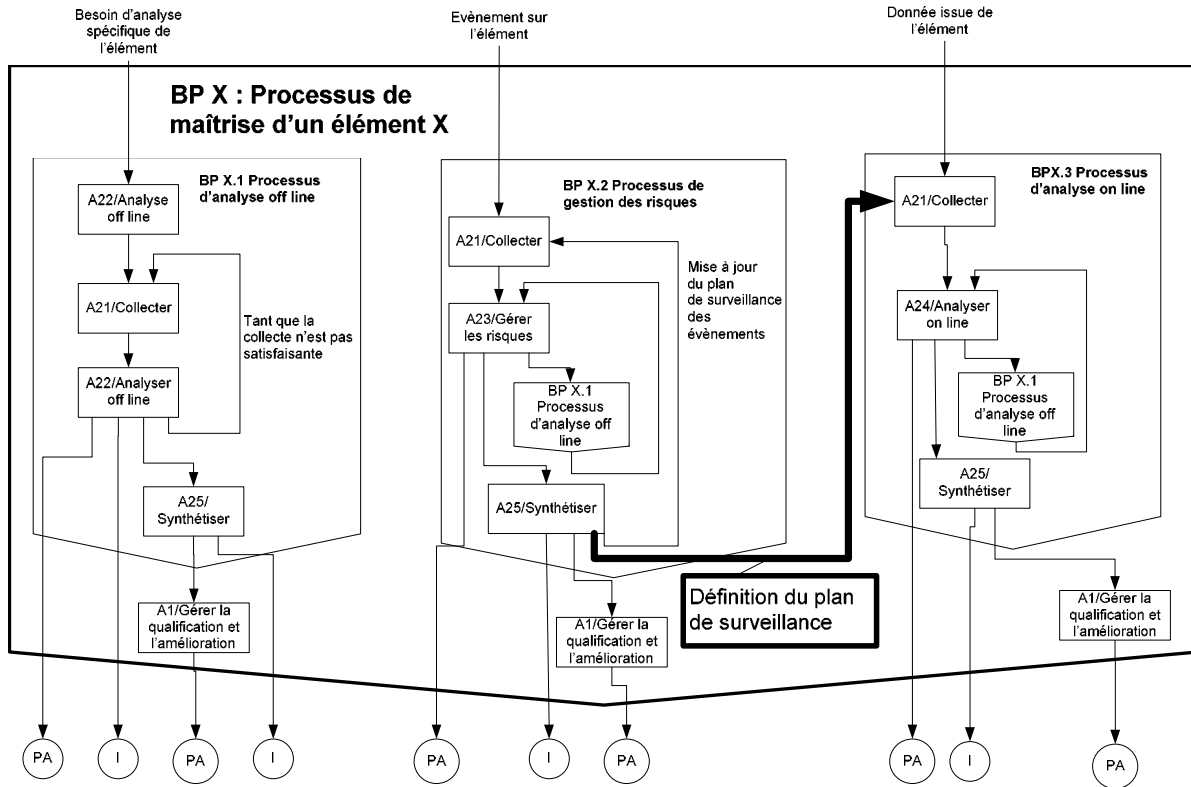 Besoin d'analyse
spécifique de
l'élément
Evènement sur
l'élément
Donnée issue de
l'élément
BP X : Processus de
maîtrise d'un élément X
BP X.1 Processus
d'analyse off line
A22/Analyse
off line
A21/Collecter
Tant que la
collecte n'est pas
satisfaisante
A22/Analyser
off line
A25/
Synthétiser
A1/Gérer la
qualification et
l'amélioration
BP X.2 Processus de
gestion des risques
A21/Collecter
Mise à jour
du plan
de surveillance
des
évènements
A23/Gérer
les risques
BP X.1
Processus
d'analyse off
line
A25/Synthétiser
Définition du plan
de surveillance
A1/Gérer la
qualification et
l'amélioration
BPX.3 Processus
d'analyse on line
A21/Collecter
A24/Analyser
on line
BP X.1
Processus
d'analyse off
line
A25/
Synthétiser
A1/Gérer la
qualification et
l'amélioration
PA
I
PA
I
PA
I
PA
PA
I
PA